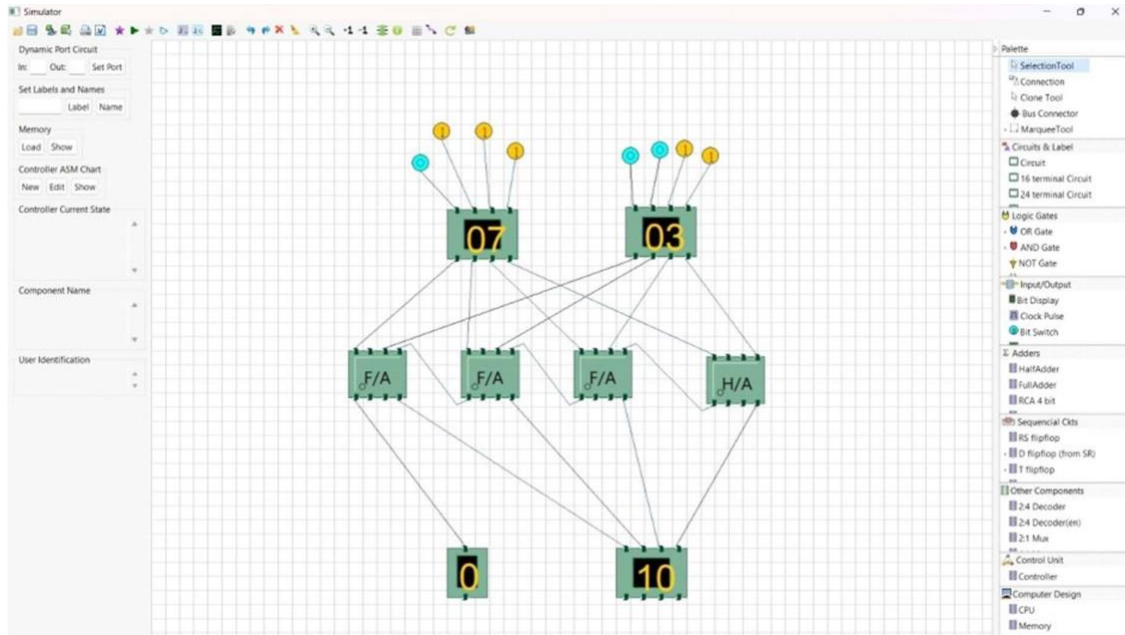 Simulator
Dynamic Port Circuit
In: Out: Set Port
Set Labels and Names
Label Name
Memory
Load Show
Controller ASM Chart
New Edit Show
Controller Current State
Component Name
User Identification
-1 -1
1 1
1
0
0 0 1 1
07 03
F/A F/A F/A H/A
0 10
Palette
SelectionTool
Connection
Clone Tool
Bus Connector
MarqueeTool
Circuits & Label
Circuit
16 terminal Circuit
24 terminal Circuit
Logic Gates
OR Gate
AND Gate
NOT Gate
Input/Output
Bit Display
Clock Pulse
Bit Switch
Adders
HalfAdder
FullAdder
RCA 4 bit
Sequencial Ckts
RS flipflop
D flipflop (from SR)
T flipflop
Other Components
2:4 Decoder
2:4 Decoder(en)
2:1 Mux
Control Unit
Controller
Computer Design
CPU
Memory